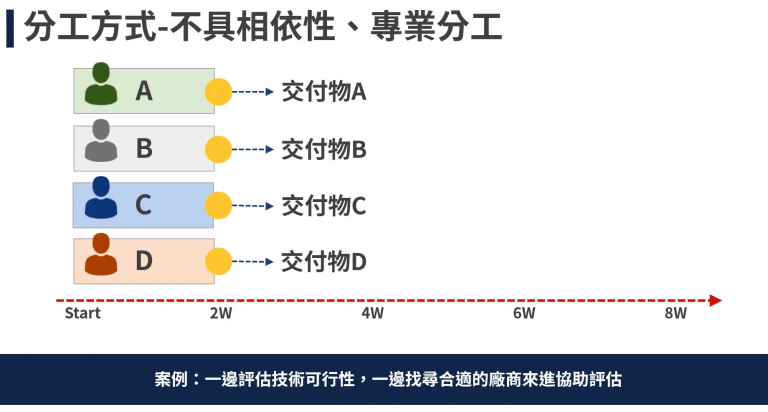 分工方式-不具相依性、專業分工
A
交付物A
B
交付物B
C
交付物C
D
交付物D
Start 2W 4W 6W 8W
案例：一邊評估技術可行性，一邊找尋合適的廠商來進協助評估